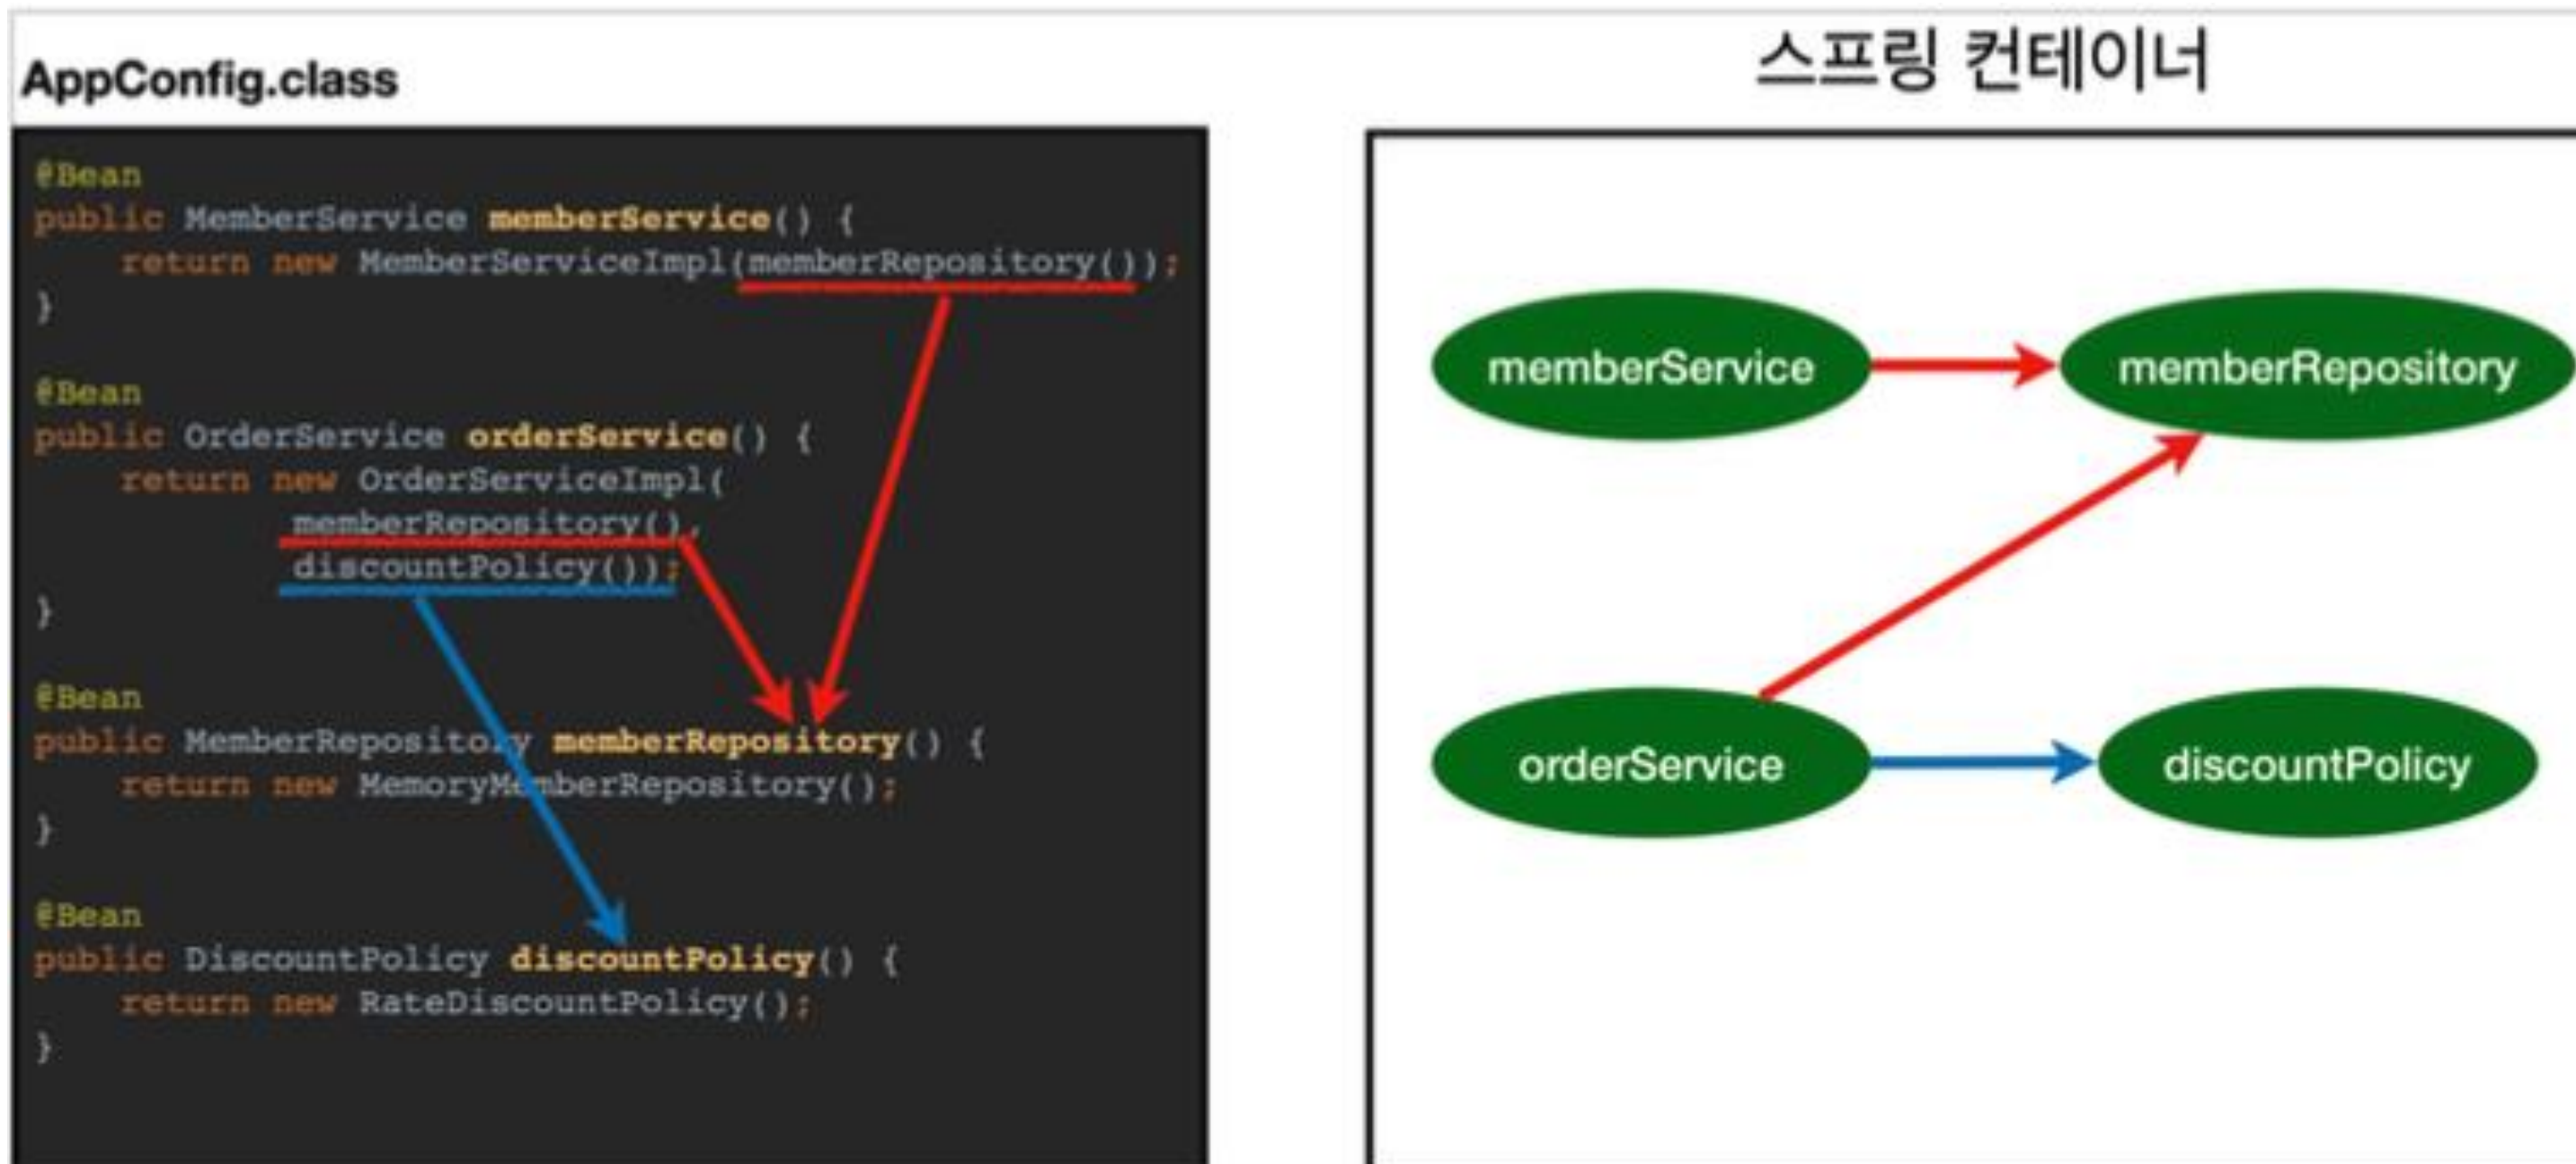 AppConfig.class
@Bean
public MemberService memberService() {
    return new MemberServiceImpl(memberRepository());
}
@Bean
public OrderService orderService() {
    return new OrderServiceImpl(
            memberRepository(),
            discountPolicy());
}
@Bean
public MemberRepository memberRepository() {
    return new MemoryMemberRepository();
}
@Bean
public DiscountPolicy discountPolicy() {
    return new RateDiscountPolicy();
}
스프링 컨테이너
memberService
memberRepository
orderService
discountPolicy